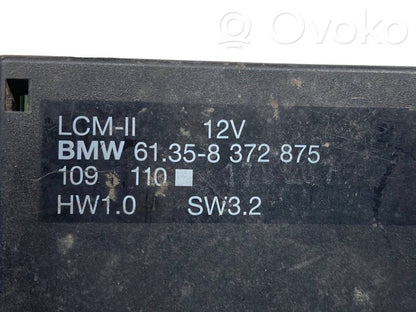 Ovoko
LCM-II 12V
BMW 61.35-8 372 875
109 110
HW1.0 SW3.2